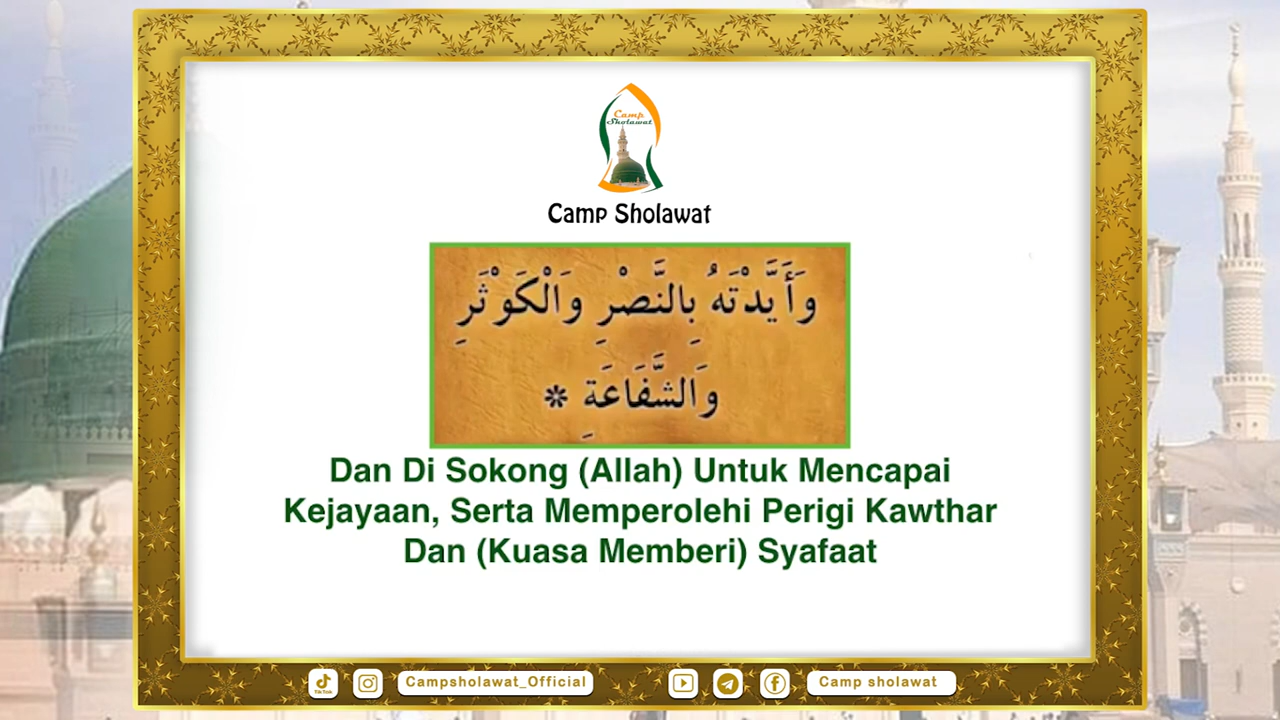 Camp
Sholawat
Camp Sholawat
وَأَيَّدْتَهُ بِالنَّصْرِ وَالْكَوْثَرِ
وَالشَّفَاعَةِ *
Dan Di Sokong (Allah) Untuk Mencapai
Kejayaan, Serta Memperolehi Perigi Kawthar
Dan (Kuasa Memberi) Syafaat
TikTok
Campsholawat_Official
Camp sholawat